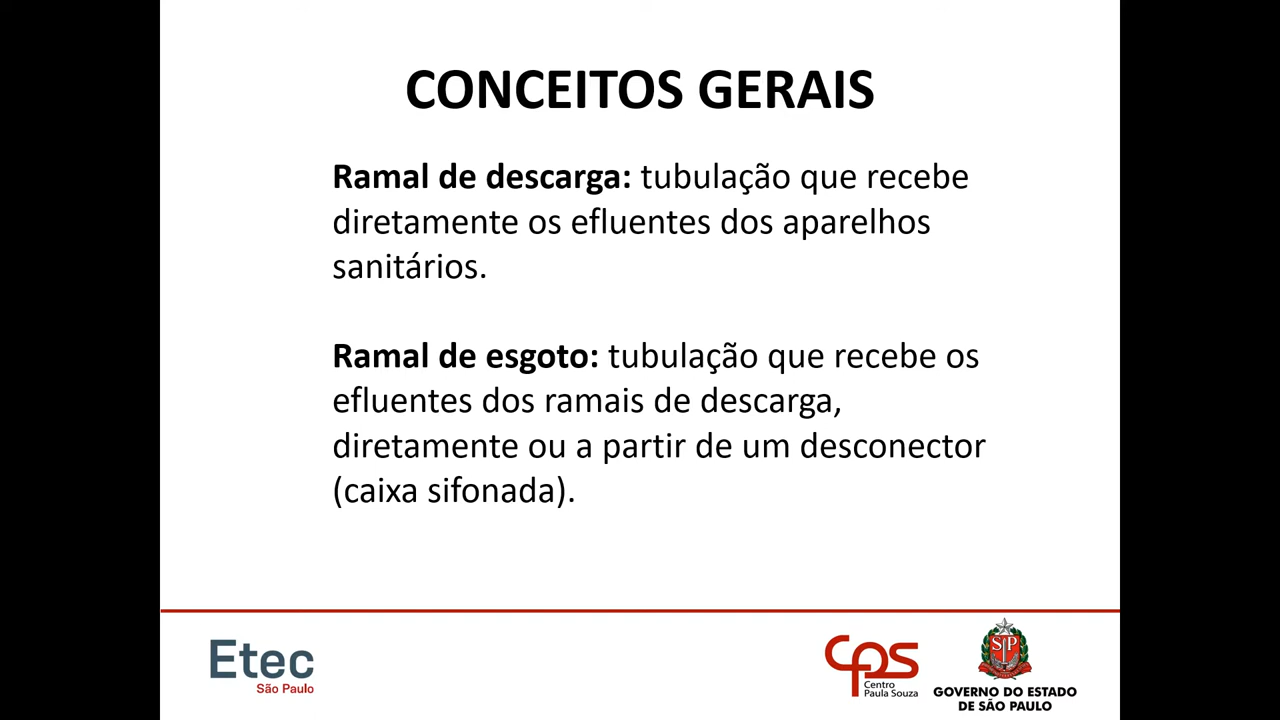 CONCEITOS GERAIS
Ramal de descarga: tubulação que recebe
diretamente os efluentes dos aparelhos
sanitários.
Ramal de esgoto: tubulação que recebe os
efluentes dos ramais de descarga,
diretamente ou a partir de um desconector
(caixa sifonada).
Etec
São Paulo
CPS
Centro
Paula Souza
SP
GOVERNO DO ESTADO
DE SÃO PAULO